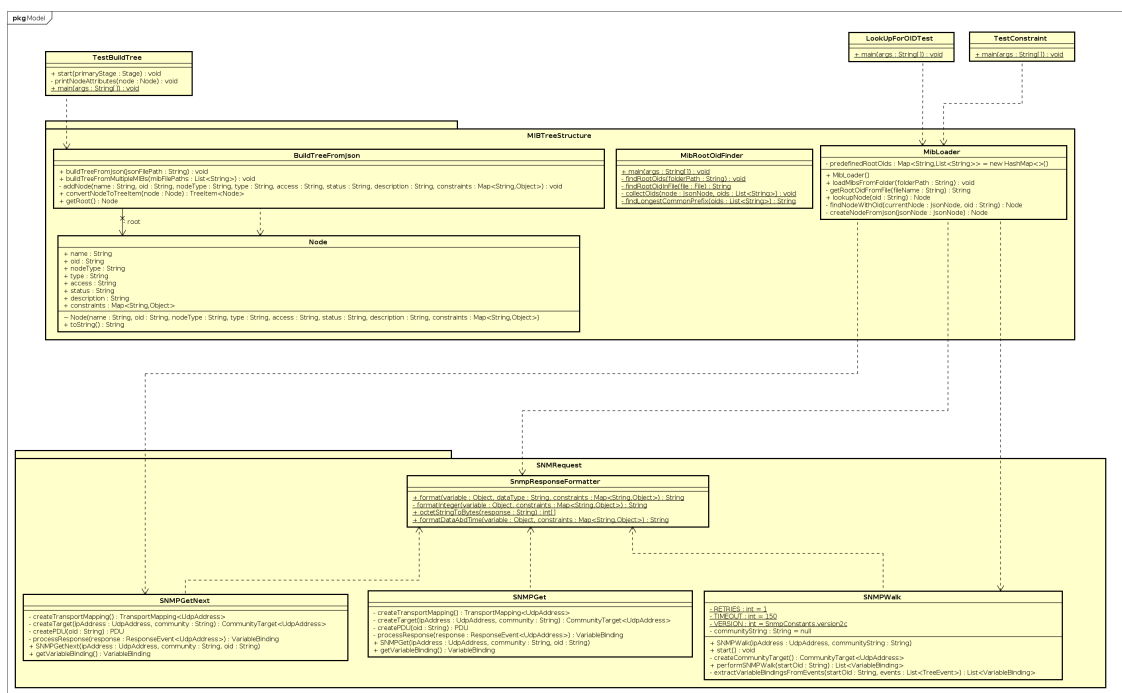 pkg Model
TestBuildTree
+ start(primaryStage : Stage) : void
- printNodeAttributes(node : Node) : void
+ main(args : String[]) : void
LookUpForOIDTest
+ main(args : String[]) : void
TestConstraint
+ main(args : String[]) : void
MIBTreeStructure
BuildTreeFromJson
+ buildTreeFromJson(jsonFilePath : String) : void
+ buildTreeFromMultipleMIBs(mibFilePaths : List<String>) : void
- addNode(name : String, oid : String, nodeType : String, type : String, access : String, status : String, description : String, constraints : Map<String,Object>) : void
+ convertNodeToTreeItem(node : Node) : TreeItem<Node>
+ getRoot() : Node
MibRootOidFinder
+ main(args : String[]) : void
- findRootOids(folderPath : String) : void
- findRootOidInFile(file : File) : String
- collectOids(node : JsonNode, oids : List<String>) : void
- findLongestCommonPrefix(oids : List<String>) : String
MibLoader
- predefinedRootOids : Map<String,List<String>> = new HashMap<>()
+ MibLoader()
+ loadMibsFromFolder(folderPath : String) : void
- getRootOidFromFile(fileName : String) : String
+ lookupNode(oid : String) : Node
- findNodeWithOid(currentNode : JsonNode, oid : String) : Node
- createNodeFromJson(jsonNode : JsonNode) : Node
- root
Node
+ name : String
+ oid : String
+ nodeType : String
+ type : String
+ access : String
+ status : String
+ description : String
+ constraints : Map<String,Object>
~ Node(name : String, oid : String, nodeType : String, type : String, access : String, status : String, description : String, constraints : Map<String,Object>)
+ toString() : String
SNMRequest
SnmpResponseFormatter
+ format(variable : Object, dataType : String, constraints : Map<String,Object>) : String
- formatInteger(variable : Object, constraints : Map<String,Object>) : String
+ octetStringToBytes(response : String) : int[]
+ formatDataAbdTime(variable : Object, constraints : Map<String,Object>) : String
SNMPGetNext
- createTransportMapping() : TransportMapping<UdpAddress>
- createTarget(ipAddress : UdpAddress, community : String) : CommunityTarget<UdpAddress>
- createPDU(oid : String) : PDU
- processResponse(response : ResponseEvent<UdpAddress>) : VariableBinding
+ SNMPGetNext(ipAddress : UdpAddress, community : String, oid : String)
+ getVariableBinding() : VariableBinding
SNMPGet
- createTransportMapping() : TransportMapping<UdpAddress>
- createTarget(ipAddress : UdpAddress, community : String) : CommunityTarget<UdpAddress>
- createPDU(oid : String) : PDU
- processResponse(response : ResponseEvent<UdpAddress>) : VariableBinding
+ SNMPGet(ipAddress : UdpAddress, community : String, oid : String)
+ getVariableBinding() : VariableBinding
SNMPWalk
- RETRIES : int = 1
- TIMEOUT : int = 150
- VERSION : int = SnmpConstants.version2c
- communityString : String = null
+ SNMPWalk(ipAddress : UdpAddress, communityString : String)
+ start() : void
- createCommunityTarget() : CommunityTarget<UdpAddress>
+ performSNMPWalk(startOid : String) : List<VariableBinding>
- extractVariableBindingsFromEvents(startOid : String, events : List<TreeEvent>) : List<VariableBinding>